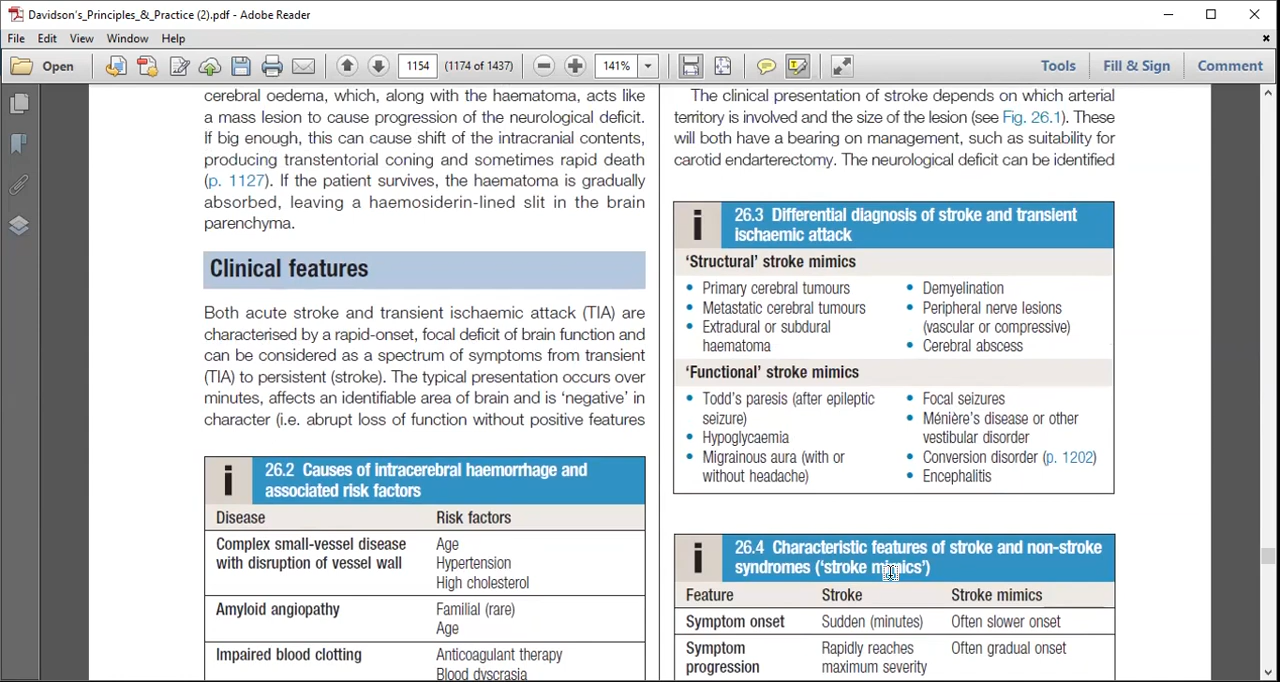 Davidson's_Principles_&_Practice (2).pdf - Adobe Reader
File Edit View Window Help
Open 1154 (1174 of 1437) 141% Tools Fill & Sign Comment
cerebral oedema, which, along with the haematoma, acts like
a mass lesion to cause progression of the neurological deficit.
If big enough, this can cause shift of the intracranial contents,
producing transtentorial coning and sometimes rapid death
(p. 1127). If the patient survives, the haematoma is gradually
absorbed, leaving a haemosiderin-lined slit in the brain
parenchyma.
Clinical features
Both acute stroke and transient ischaemic attack (TIA) are
characterised by a rapid-onset, focal deficit of brain function and
can be considered as a spectrum of symptoms from transient
(TIA) to persistent (stroke). The typical presentation occurs over
minutes, affects an identifiable area of brain and is 'negative' in
character (i.e. abrupt loss of function without positive features
i 26.2 Causes of intracerebral haemorrhage and
associated risk factors
Disease Risk factors
Complex small-vessel disease Age
with disruption of vessel wall Hypertension
High cholesterol
Amyloid angiopathy Familial (rare)
Age
Impaired blood clotting Anticoagulant therapy
Blood dyscrasia
The clinical presentation of stroke depends on which arterial
territory is involved and the size of the lesion (see Fig. 26.1). These
will both have a bearing on management, such as suitability for
carotid endarterectomy. The neurological deficit can be identified
i 26.3 Differential diagnosis of stroke and transient
ischaemic attack
'Structural' stroke mimics
• Primary cerebral tumours
• Metastatic cerebral tumours
• Extradural or subdural
haematoma
• Demyelination
• Peripheral nerve lesions
(vascular or compressive)
• Cerebral abscess
'Functional' stroke mimics
• Todd's paresis (after epileptic
seizure)
• Hypoglycaemia
• Migrainous aura (with or
without headache)
• Focal seizures
• Ménière's disease or other
vestibular disorder
• Conversion disorder (p. 1202)
• Encephalitis
i 26.4 Characteristic features of stroke and non-stroke
syndromes ('stroke mimics')
Feature Stroke Stroke mimics
Symptom onset Sudden (minutes) Often slower onset
Symptom Rapidly reaches Often gradual onset
progression maximum severity